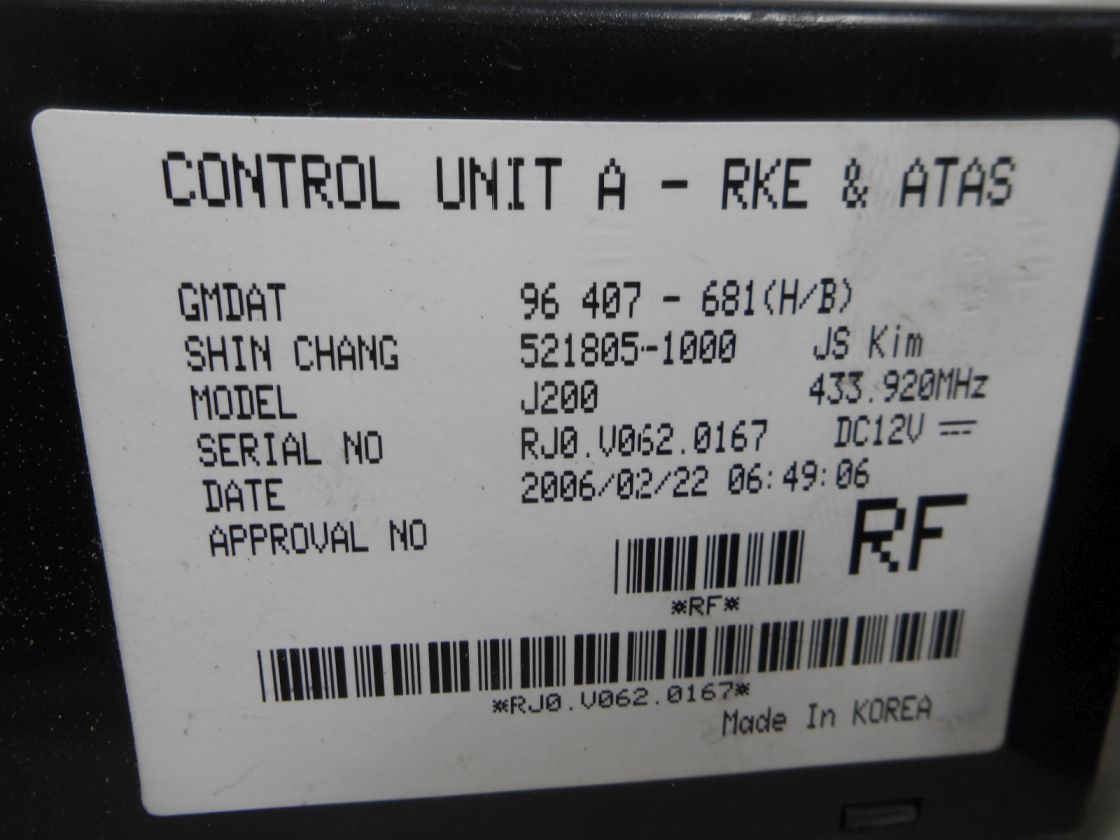 CONTROL UNIT A - RKE & ATAS
GMDAT 96 407 - 681(H/B)
SHIN CHANG 521805-1000 JS Kim
MODEL J200 433.920MHz
SERIAL NO RJ0.V062.0167 DC12V
DATE 2006/02/22 06:49:06
APPROVAL NO
RF
*RF*
*RJ0.V062.0167*
Made In KOREA